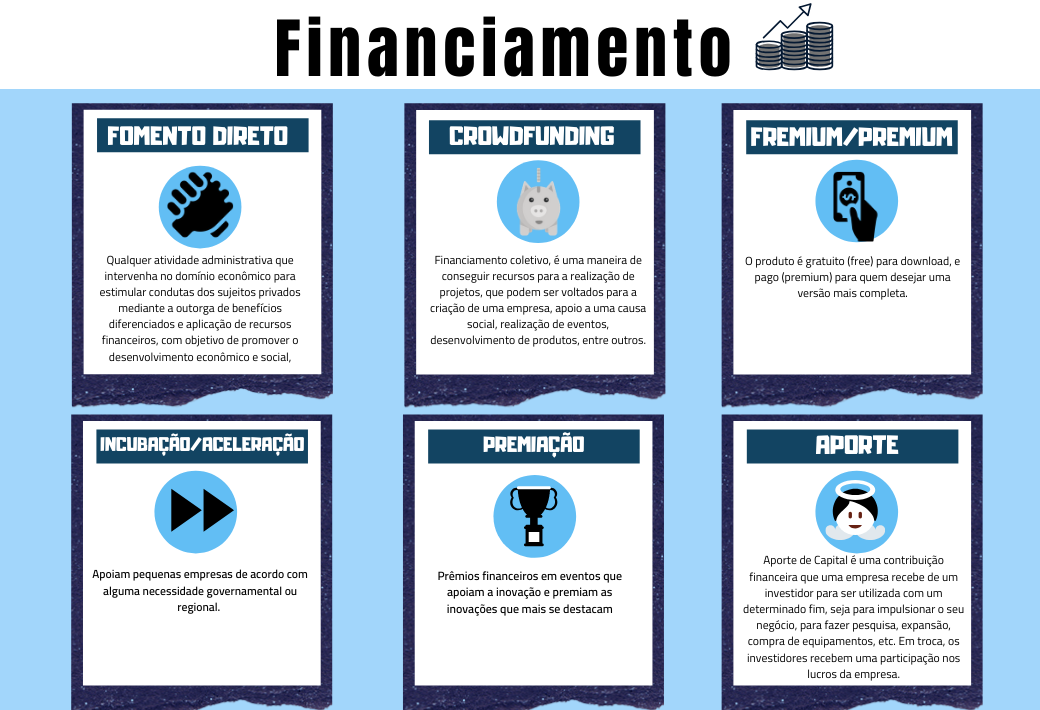 Financiamento
FOMENTO DIRETO
Qualquer atividade administrativa que
intervenha no domínio econômico para
estimular condutas dos sujeitos privados
mediante a outorga de benefícios
diferenciados e aplicação de recursos
financeiros, com objetivo de promover o
desenvolvimento econômico e social,
CROWDFUNDING
Financiamento coletivo, é uma maneira de
conseguir recursos para a realização de
projetos, que podem ser voltados para a
criação de uma empresa, apoio a uma causa
social, realização de eventos,
desenvolvimento de produtos, entre outros.
FREMIUM/PREMIUM
O produto é gratuito (free) para download, e
pago (premium) para quem desejar uma
versão mais completa.
INCUBAÇÃO/ACELERAÇÃO
Apoiam pequenas empresas de acordo com
alguma necessidade governamental ou
regional.
PREMIAÇÃO
Prêmios financeiros em eventos que
apoiam a inovação e premiam as
inovações que mais se destacam
APORTE
Aporte de Capital é uma contribuição
financeira que uma empresa recebe de um
investidor para ser utilizada com um
determinado fim, seja para impulsionar o seu
negócio, para fazer pesquisa, expansão,
compra de equipamentos, etc. Em troca, os
investidores recebem uma participação nos
lucros da empresa.